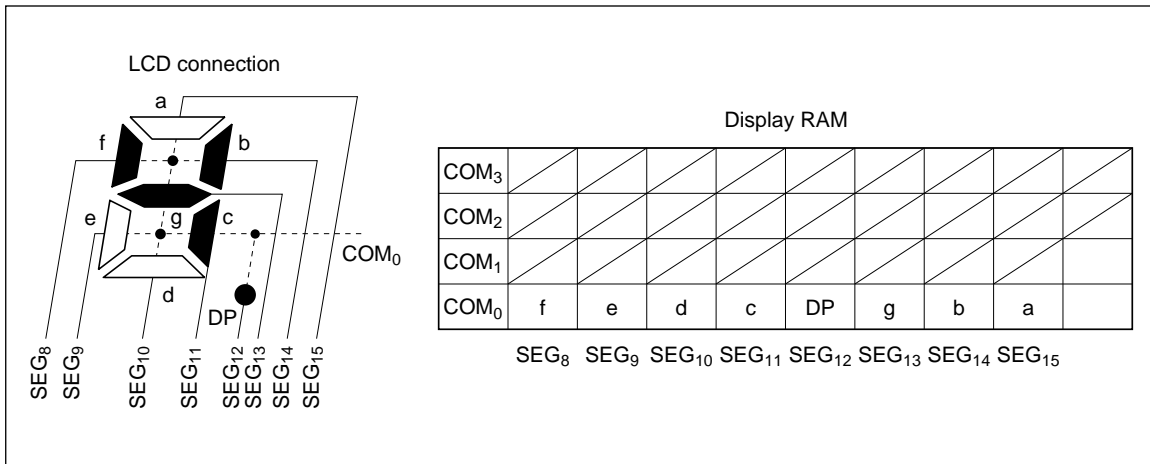 LCD connection
a
f
b
e
g
c
COM₀
d
DP
SEG₈
SEG₉
SEG₁₀
SEG₁₁
SEG₁₂
SEG₁₃
SEG₁₄
SEG₁₅
Display RAM
COM₃
COM₂
COM₁
COM₀ f e d c DP g b a
SEG₈ SEG₉ SEG₁₀ SEG₁₁ SEG₁₂ SEG₁₃ SEG₁₄ SEG₁₅